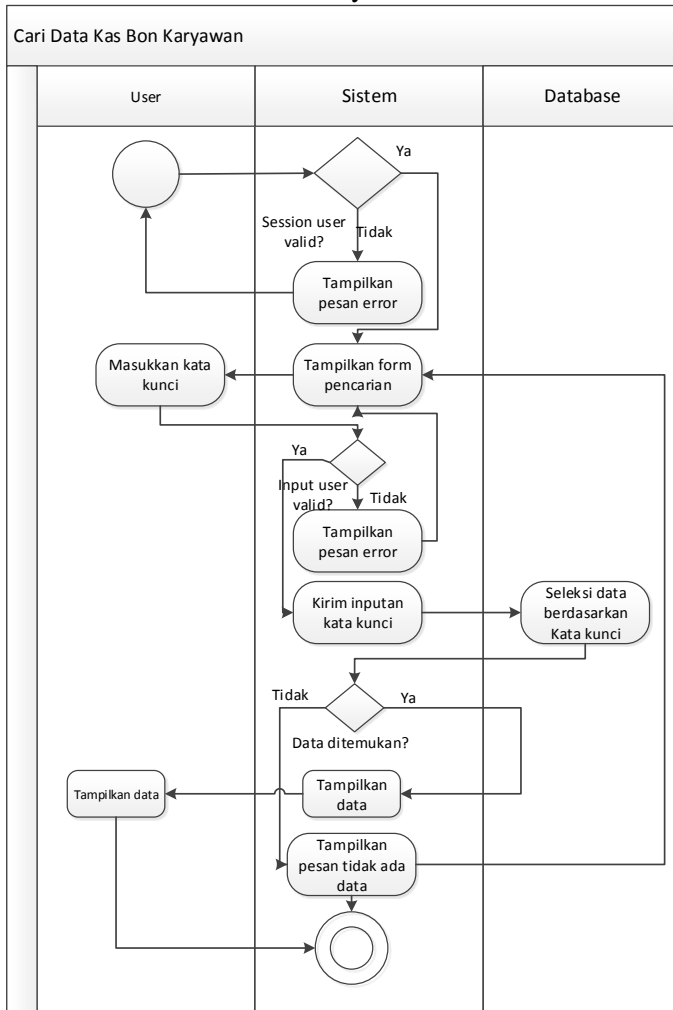 Cari Data Kas Bon Karyawan
User
Sistem
Database
Ya
Session user
valid?
Tidak
Tampilkan
pesan error
Masukkan kata
kunci
Tampilkan form
pencarian
Ya
Input user
valid?
Tidak
Tampilkan
pesan error
Kirim inputan
kata kunci
Seleksi data
berdasarkan
Kata kunci
Tidak
Ya
Data ditemukan?
Tampilkan data
Tampilkan
data
Tampilkan
pesan tidak ada
data